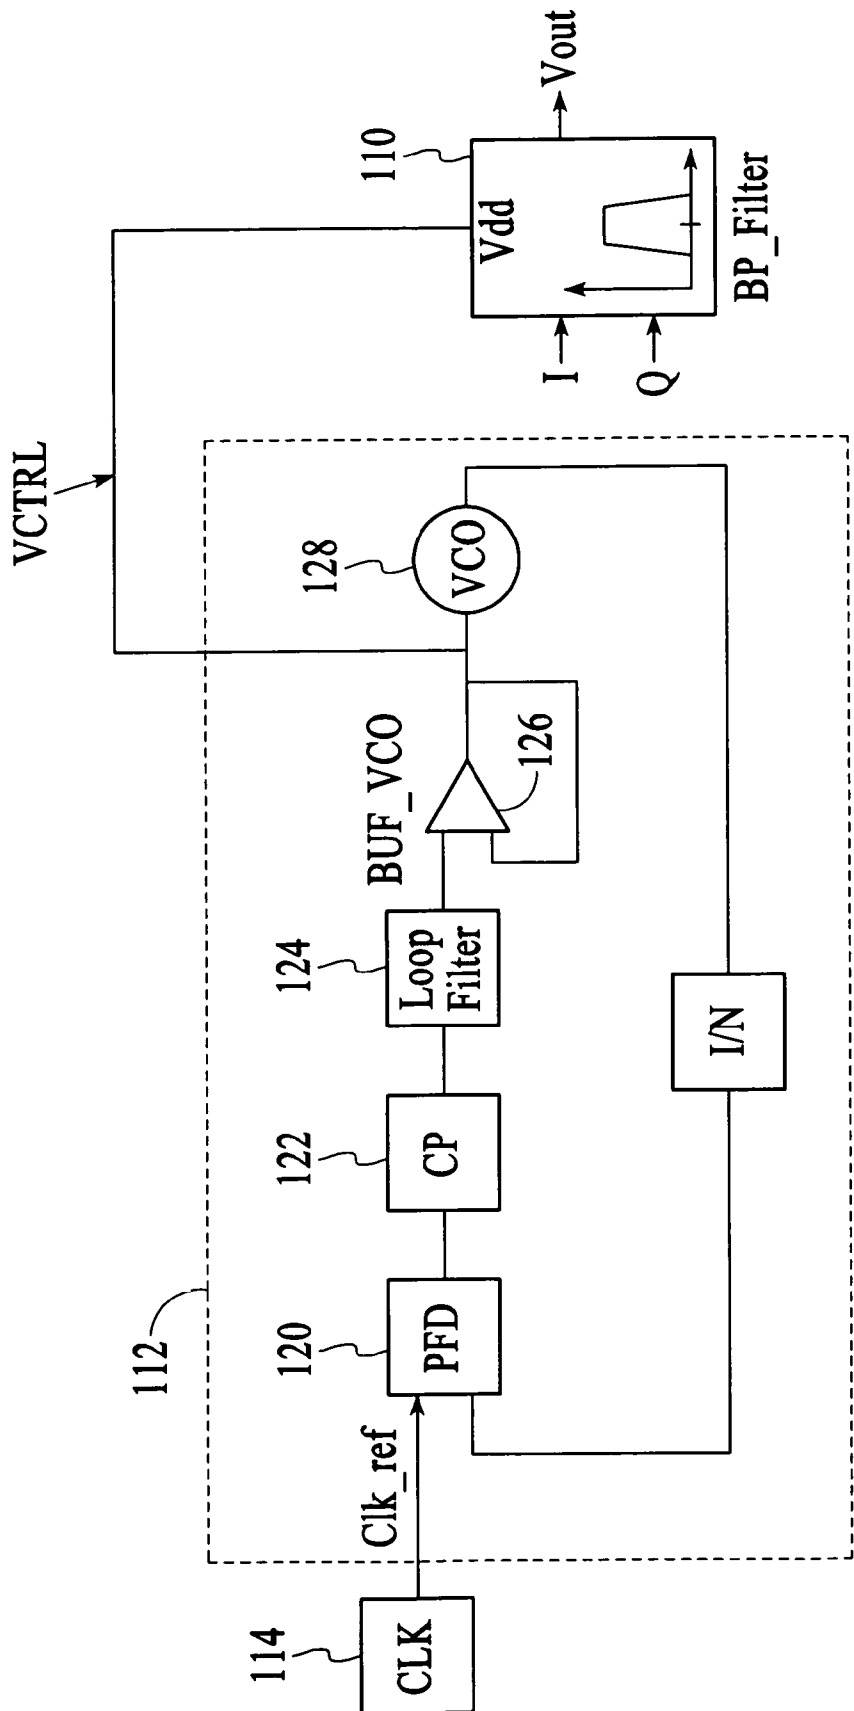 VCTRL
112
114
CLK
Clk_ref
120
PFD
122
CP
124
Loop
Filter
BUF_VCO
126
128
VCO
I/N
110
Vdd
I
Q
Vout
BP_Filter